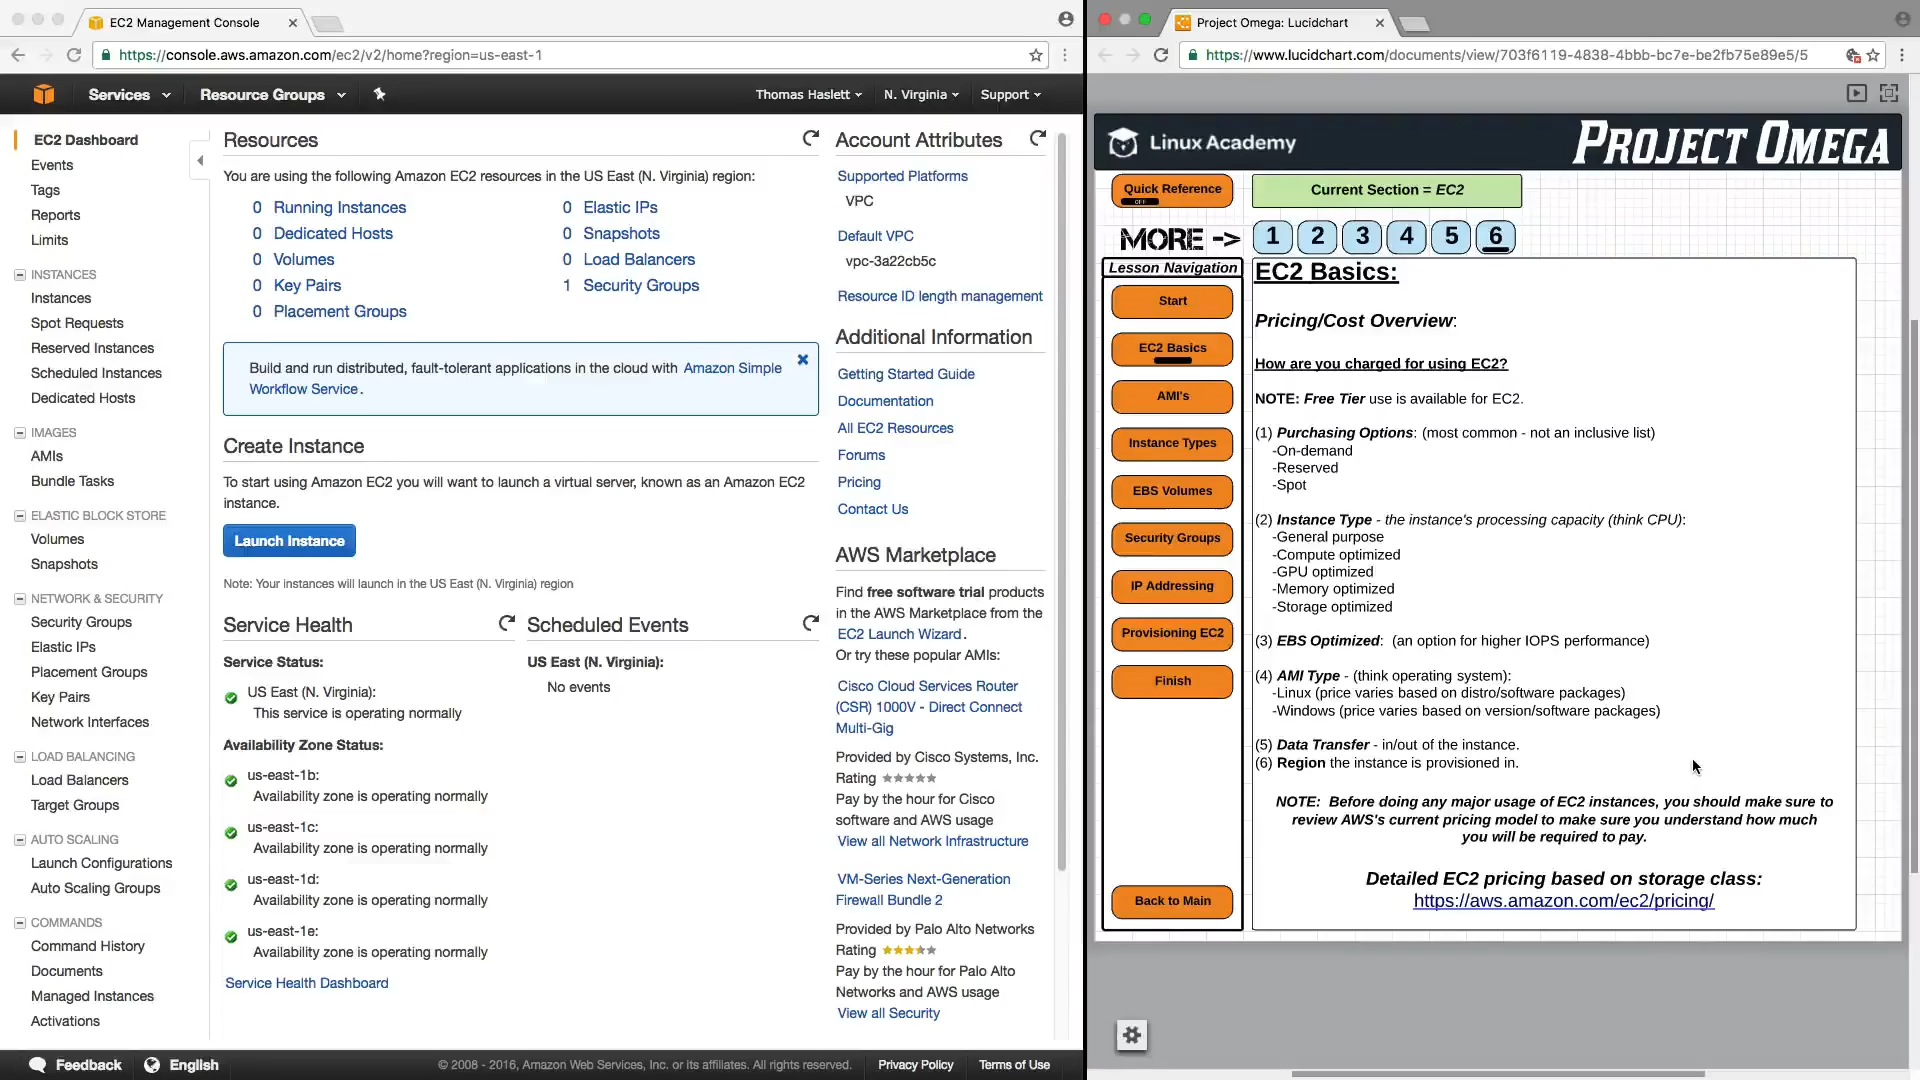 EC2 Management Console
https://console.aws.amazon.com/ec2/v2/home?region=us-east-1
Services
Resource Groups
Thomas Haslett
N. Virginia
Support
EC2 Dashboard
Events
Tags
Reports
Limits
INSTANCES
Instances
Spot Requests
Reserved Instances
Scheduled Instances
Dedicated Hosts
IMAGES
AMIs
Bundle Tasks
ELASTIC BLOCK STORE
Volumes
Snapshots
NETWORK & SECURITY
Security Groups
Elastic IPs
Placement Groups
Key Pairs
Network Interfaces
LOAD BALANCING
Load Balancers
Target Groups
AUTO SCALING
Launch Configurations
Auto Scaling Groups
COMMANDS
Command History
Documents
Managed Instances
Activations
Resources
You are using the following Amazon EC2 resources in the US East (N. Virginia) region:
0 Running Instances
0 Elastic IPs
0 Dedicated Hosts
0 Snapshots
0 Volumes
0 Load Balancers
0 Key Pairs
1 Security Groups
0 Placement Groups
Build and run distributed, fault-tolerant applications in the cloud with Amazon Simple
Workflow Service.
Create Instance
To start using Amazon EC2 you will want to launch a virtual server, known as an Amazon EC2
instance.
Launch Instance
Note: Your instances will launch in the US East (N. Virginia) region
Service Health
Service Status:
US East (N. Virginia):
This service is operating normally
Availability Zone Status:
us-east-1b:
Availability zone is operating normally
us-east-1c:
Availability zone is operating normally
us-east-1d:
Availability zone is operating normally
us-east-1e:
Availability zone is operating normally
Service Health Dashboard
Scheduled Events
US East (N. Virginia):
No events
Account Attributes
Supported Platforms
VPC
Default VPC
vpc-3a22cb5c
Resource ID length management
Additional Information
Getting Started Guide
Documentation
All EC2 Resources
Forums
Pricing
Contact Us
AWS Marketplace
Find free software trial products
in the AWS Marketplace from the
EC2 Launch Wizard.
Or try these popular AMIs:
Cisco Cloud Services Router
(CSR) 1000V - Direct Connect
Multi-Gig
Provided by Cisco Systems, Inc.
Rating
Pay by the hour for Cisco
software and AWS usage
View all Network Infrastructure
VM-Series Next-Generation
Firewall Bundle 2
Provided by Palo Alto Networks
Rating
Pay by the hour for Palo Alto
Networks and AWS usage
View all Security
Feedback
English
© 2008 - 2016, Amazon Web Services, Inc. or its affiliates. All rights reserved.
Privacy Policy
Terms of Use
Project Omega: Lucidchart
https://www.lucidchart.com/documents/view/703f6119-4838-4bbb-bc7e-be2fb75e89e5/5
Linux Academy
PROJECT OMEGA
Quick Reference
OFF
Current Section = EC2
MORE ->
1
2
3
4
5
6
Lesson Navigation
Start
EC2 Basics
AMI's
Instance Types
EBS Volumes
Security Groups
IP Addressing
Provisioning EC2
Finish
Back to Main
EC2 Basics:
Pricing/Cost Overview:
How are you charged for using EC2?
NOTE: Free Tier use is available for EC2.
(1) Purchasing Options: (most common - not an inclusive list)
-On-demand
-Reserved
-Spot
(2) Instance Type - the instance's processing capacity (think CPU):
-General purpose
-Compute optimized
-GPU optimized
-Memory optimized
-Storage optimized
(3) EBS Optimized: (an option for higher IOPS performance)
(4) AMI Type - (think operating system):
-Linux (price varies based on distro/software packages)
-Windows (price varies based on version/software packages)
(5) Data Transfer - in/out of the instance.
(6) Region the instance is provisioned in.
NOTE: Before doing any major usage of EC2 instances, you should make sure to
review AWS's current pricing model to make sure you understand how much
you will be required to pay.
Detailed EC2 pricing based on storage class:
https://aws.amazon.com/ec2/pricing/